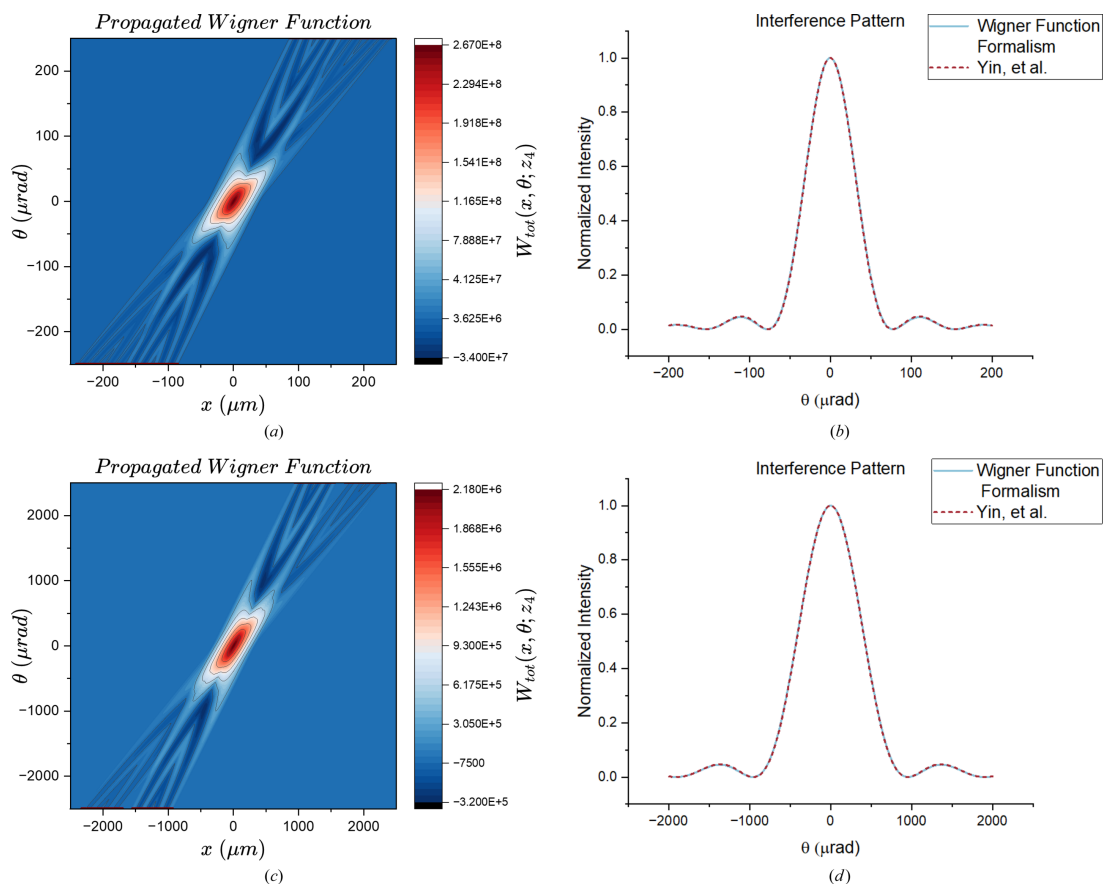 Propagated Wigner Function
200
100
0
−100
−200
θ (μrad)
−200 −100 0 100 200
x (μm)
2.670E+8
2.294E+8
1.918E+8
1.541E+8
1.165E+8
7.888E+7
4.125E+7
3.625E+6
-3.400E+7
W_tot(x, θ; z_4)
(a)
Interference Pattern
Wigner Function
Formalism
Yin, et al.
1.0
0.8
0.6
0.4
0.2
0.0
Normalized Intensity
−200 −100 0 100 200
θ (μrad)
(b)
Propagated Wigner Function
2000
1000
0
−1000
−2000
θ (μrad)
−2000 −1000 0 1000 2000
x (μm)
2.180E+6
1.868E+6
1.555E+6
1.243E+6
9.300E+5
6.175E+5
3.050E+5
-7500
-3.200E+5
W_tot(x, θ; z_4)
(c)
Interference Pattern
Wigner Function
Formalism
Yin, et al.
1.0
0.8
0.6
0.4
0.2
0.0
Normalized Intensity
−2000 −1000 0 1000 2000
θ (μrad)
(d)